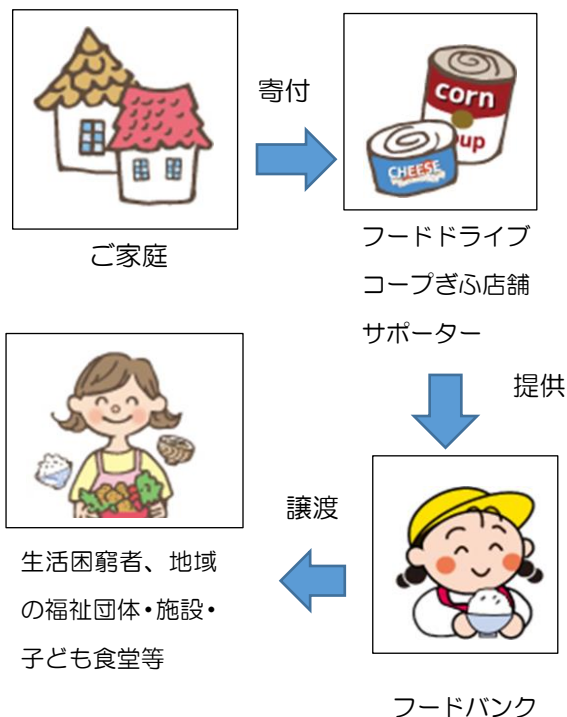 寄付
corn
oup
CHEESE
ご家庭
フードドライブ
コープぎふ店舗
サポーター
提供
譲渡
生活困窮者、地域
の福祉団体・施設・
子ども食堂等
フードバンク